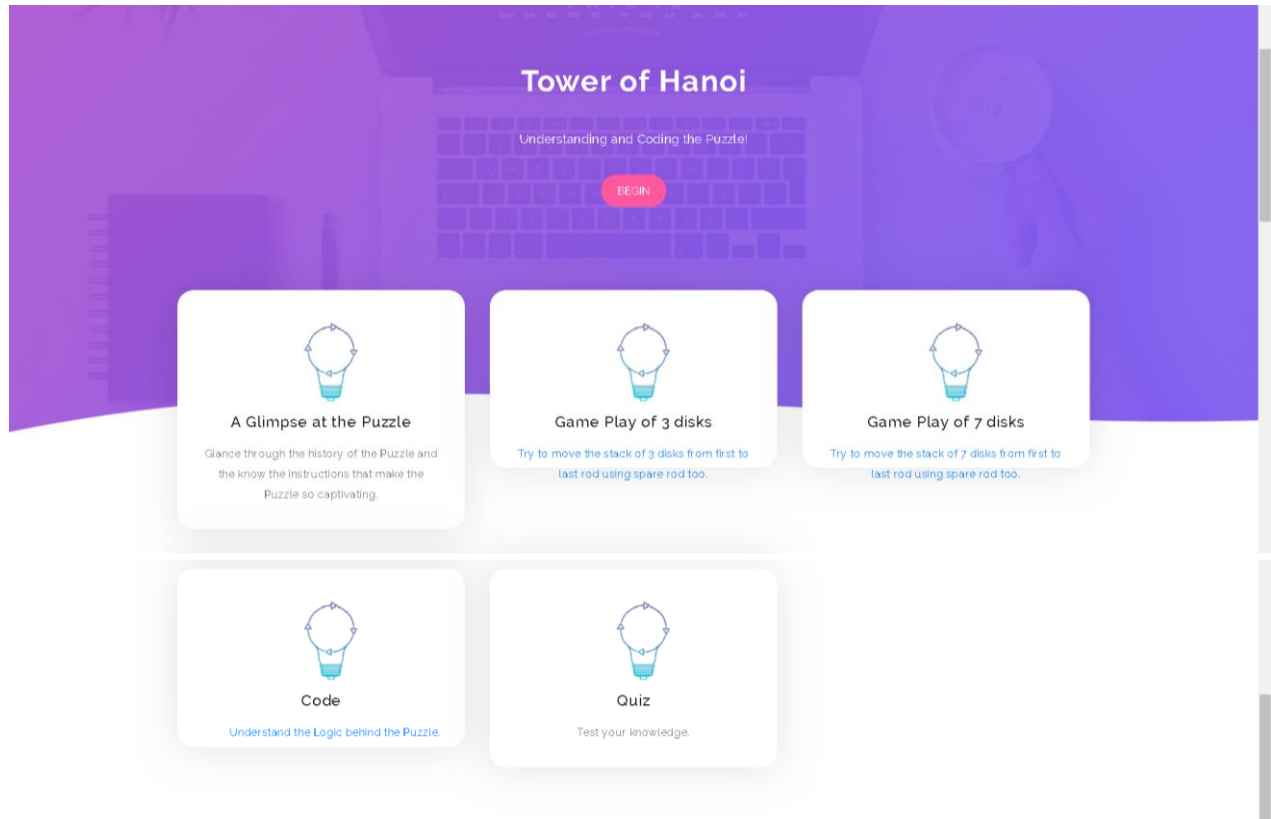 WHERE YOU ARE
Tower of Hanoi
Understanding and Coding the Puzzle!
BEGIN
A Glimpse at the Puzzle
Glance through the history of the Puzzle and
the know the instructions that make the
Puzzle so captivating.
Game Play of 3 disks
Try to move the stack of 3 disks from first to
last rod using spare rod too.
Game Play of 7 disks
Try to move the stack of 7 disks from first to
last rod using spare rod too.
Code
Understand the Logic behind the Puzzle.
Quiz
Test your knowledge.